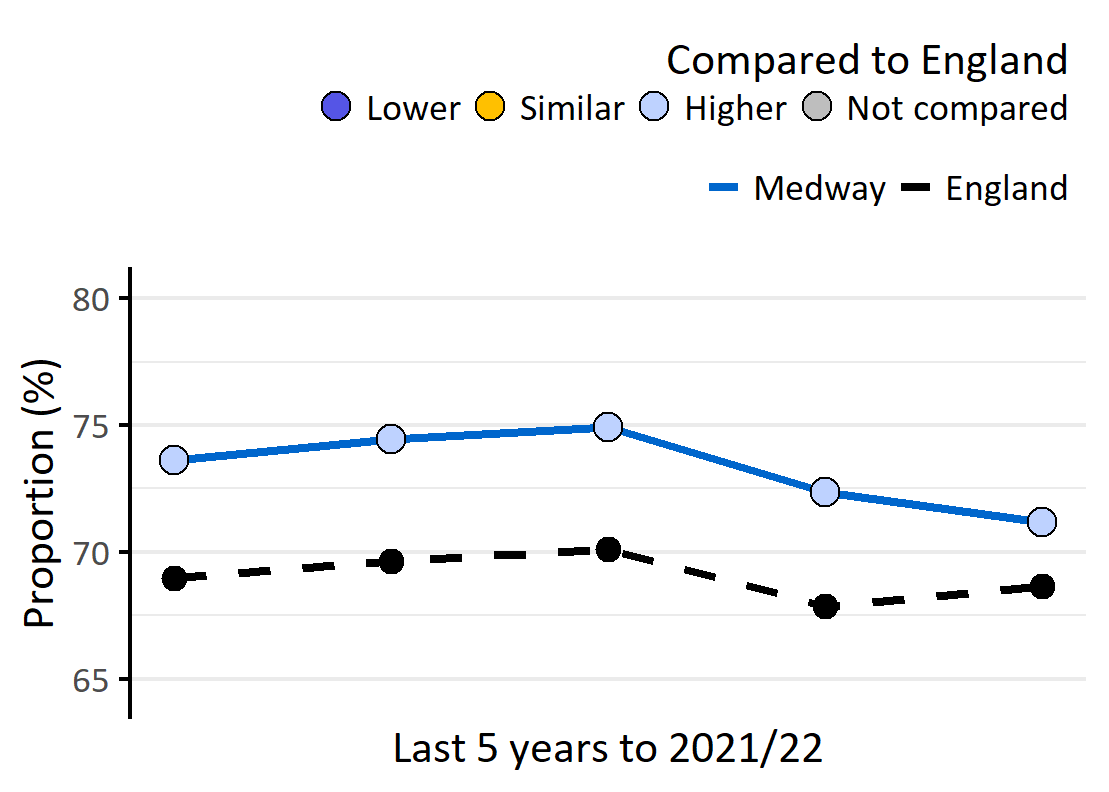 Compared to England
Lower Similar Higher Not compared
Medway England
80
75
70
65
Proportion (%)
Last 5 years to 2021/22